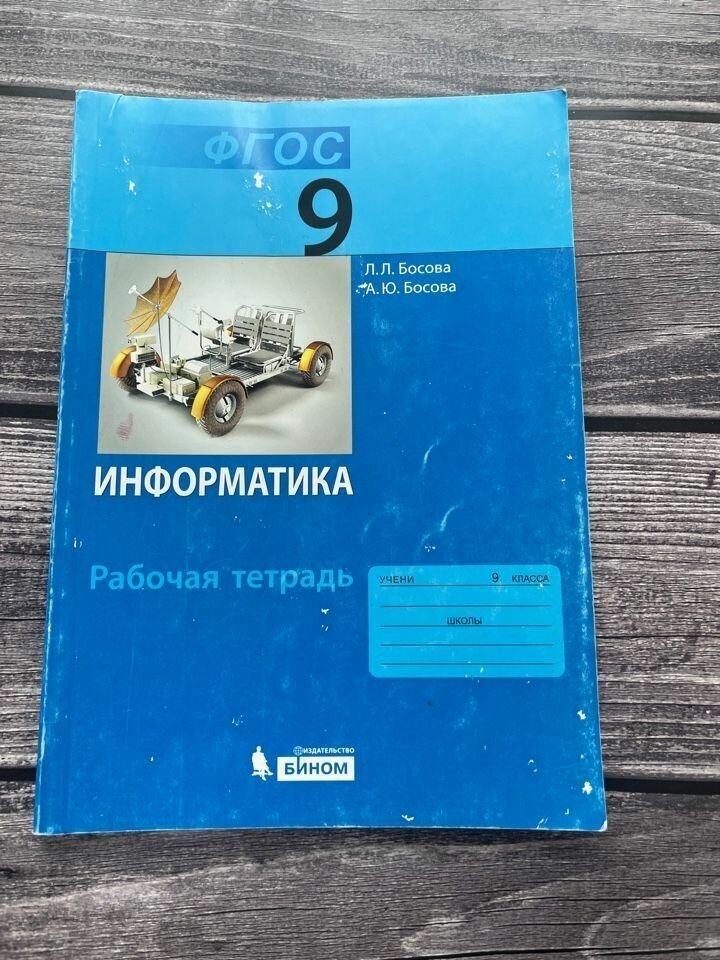 ФГОС
9
Л.Л. Босова
А.Ю. Босова
ИНФОРМАТИКА
Рабочая тетрадь
УЧЕНИ 9 КЛАССА
ШКОЛЫ
ИЗДАТЕЛЬСТВО
БИНОМ